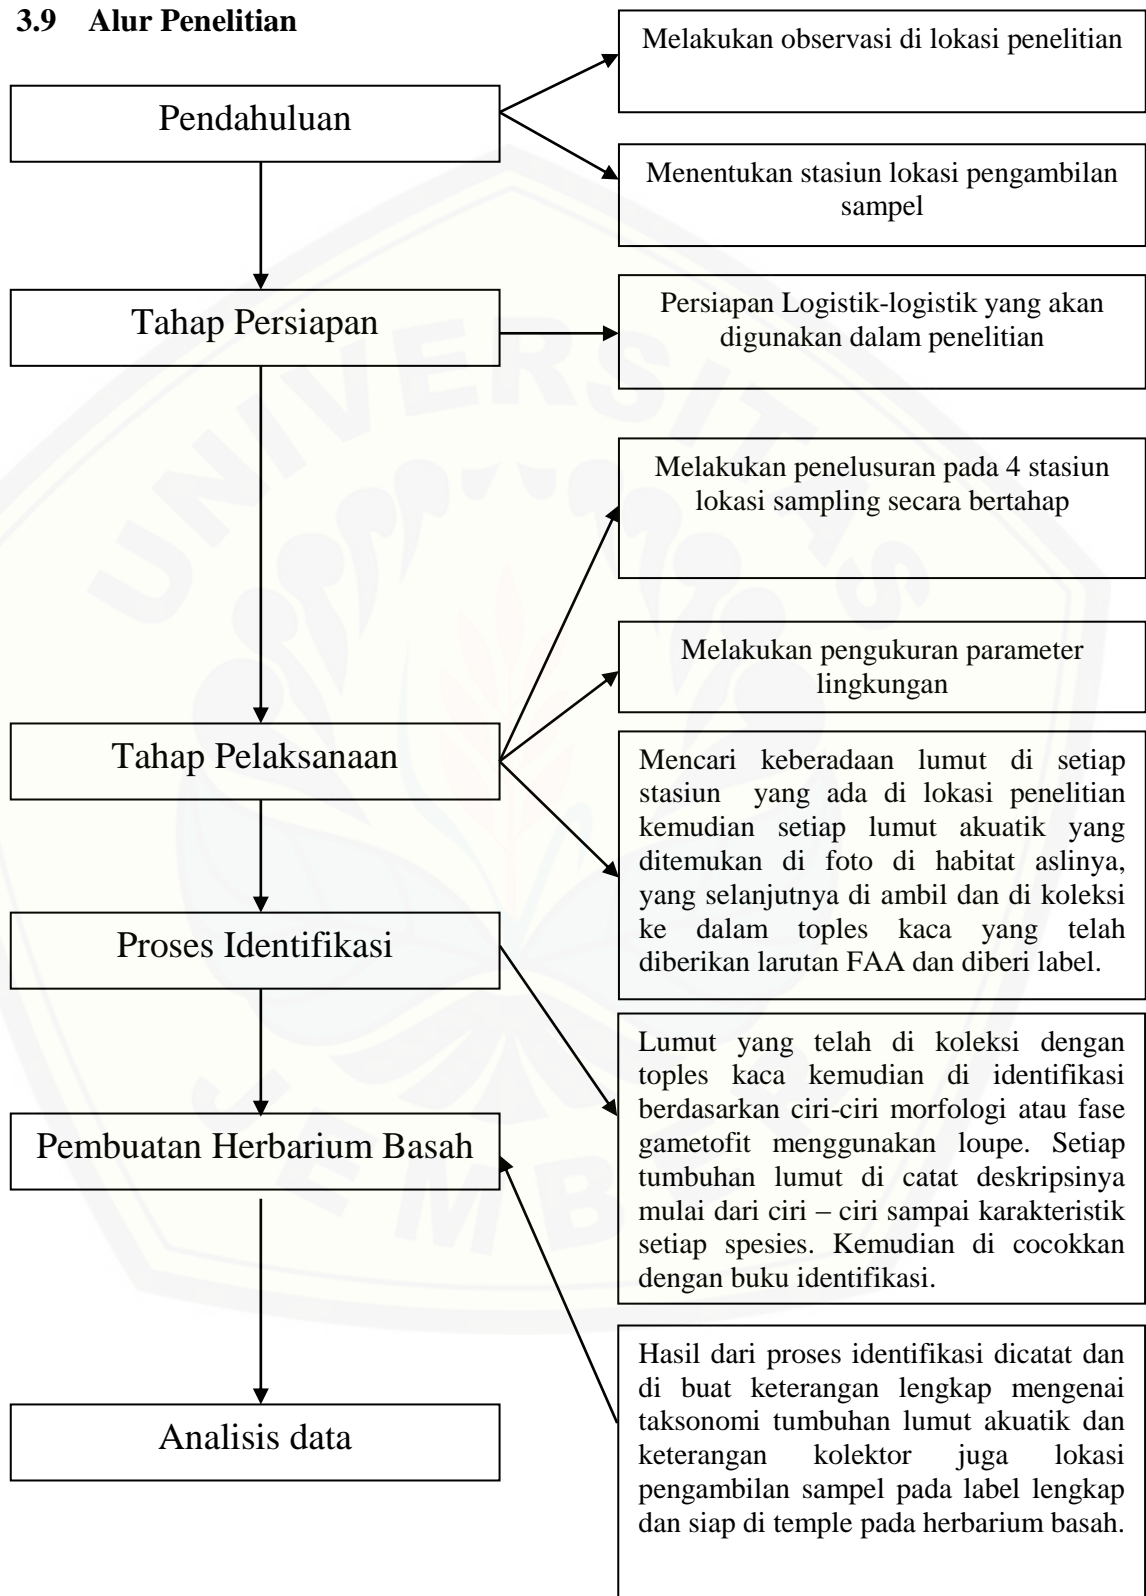 3.9 Alur Penelitian
Melakukan observasi di lokasi penelitian
Pendahuluan
Menentukan stasiun lokasi pengambilan
sampel
Tahap Persiapan
Persiapan Logistik-logistik yang akan
digunakan dalam penelitian
Melakukan penelusuran pada 4 stasiun
lokasi sampling secara bertahap
Melakukan pengukuran parameter
lingkungan
Tahap Pelaksanaan
Mencari keberadaan lumut di setiap
stasiun yang ada di lokasi penelitian
kemudian setiap lumut akuatik yang
ditemukan di foto di habitat aslinya,
yang selanjutnya di ambil dan di koleksi
ke dalam toples kaca yang telah
diberikan larutan FAA dan diberi label.
Proses Identifikasi
Lumut yang telah di koleksi dengan
toples kaca kemudian di identifikasi
berdasarkan ciri-ciri morfologi atau fase
gametofit menggunakan loupe. Setiap
tumbuhan lumut di catat deskripsinya
mulai dari ciri – ciri sampai karakteristik
setiap spesies. Kemudian di cocokkan
dengan buku identifikasi.
Pembuatan Herbarium Basah
Hasil dari proses identifikasi dicatat dan
di buat keterangan lengkap mengenai
taksonomi tumbuhan lumut akuatik dan
keterangan kolektor juga lokasi
pengambilan sampel pada label lengkap
dan siap di temple pada herbarium basah.
Analisis data
UNIVERSITAS
JEMBER